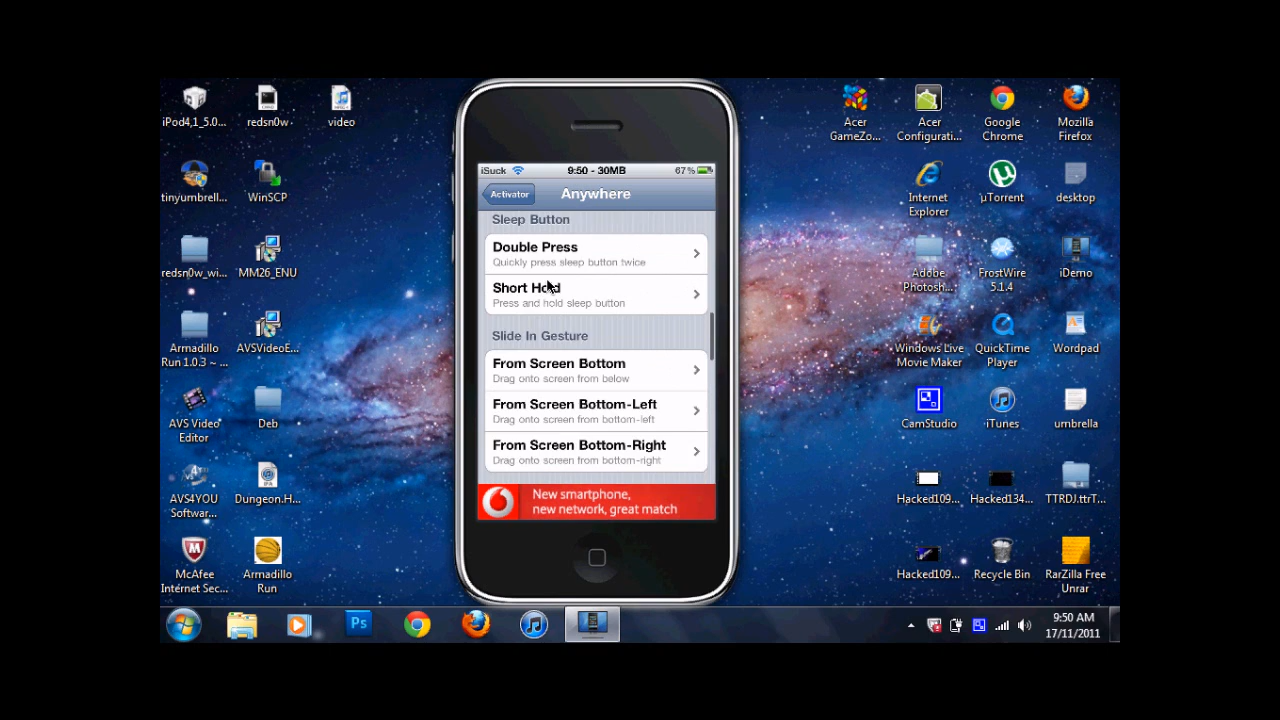 iPod4,1_5.0...
redsn0w
video
Acer GameZo...
Acer Configurati...
Google Chrome
Mozilla Firefox
iSuck
9:50 - 30MB
67%
Activator
Anywhere
Sleep Button
Double Press
Quickly press sleep button twice
Short Hold
Press and hold sleep button
Slide In Gesture
From Screen Bottom
Drag onto Screen from below
From Screen Bottom-Left
Drag onto screen from bottom-left
From Screen Bottom-Right
Drag onto screen from bottom-right
New smartphone,
new network, great match
tinyumbrell...
WinSCP
Internet Explorer
µTorrent
desktop
redsn0w_wi...
MM26_ENU
Adobe Photosh...
FrostWire 5.1.4
iDemo
Armadillo Run 1.0.3 ~ ...
AVSVideoE...
Windows Live Movie Maker
QuickTime Player
Wordpad
AVS Video Editor
Deb
CamStudio
iTunes
umbrella
AVS4YOU Softwar...
Dungeon.H...
Hacked109...
Hacked134...
TTRDJ.ttrT...
McAfee Internet Sec...
Armadillo Run
Hacked109...
Recycle Bin
RarZilla Free Unrar
Ps
9:50 AM
17/11/2011